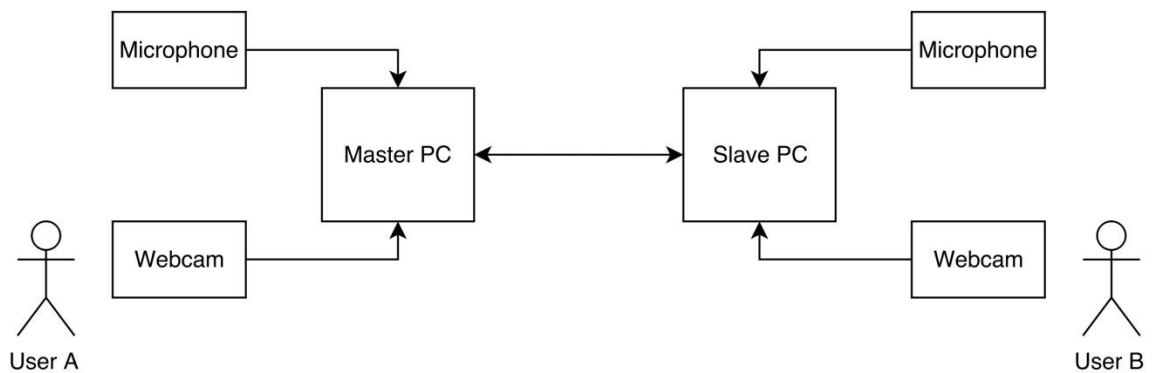 Microphone
Microphone
Master PC
Slave PC
Webcam
Webcam
User A
User B